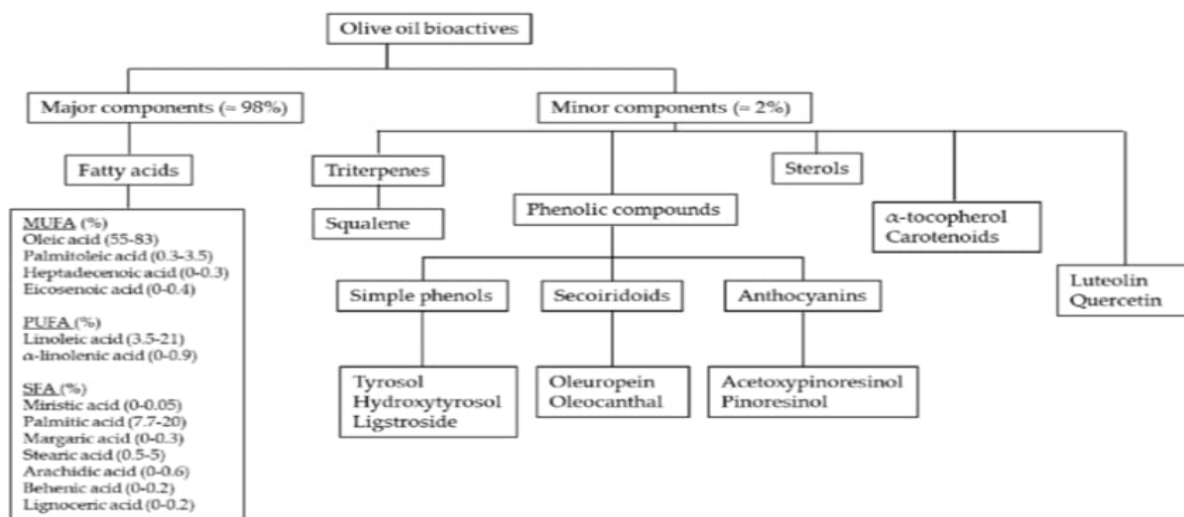 Olive oil bioactives
Major components (≈ 98%)
Minor components (≈ 2%)
Fatty acids
MUFA (%)
Oleic acid (55-83)
Palmitoleic acid (0.3-3.5)
Heptadecenoic acid (0-0.3)
Eicosenoic acid (0-0.4)
PUFA (%)
Linoleic acid (3.5-21)
α-linolenic acid (0-0.9)
SFA (%)
Miristic acid (0-0.05)
Palmitic acid (7.7-20)
Margaric acid (0-0.3)
Stearic acid (0.5-5)
Arachidic acid (0-0.6)
Behenic acid (0-0.2)
Lignoceric acid (0-0.2)
Triterpenes
Squalene
Phenolic compounds
Simple phenols
Tyrosol
Hydroxytyrosol
Ligstroside
Secoiridoids
Oleuropein
Oleocanthal
Anthocyanins
Acetoxypinoresinol
Pinoresinol
Sterols
α-tocopherol
Carotenoids
Luteolin
Quercetin